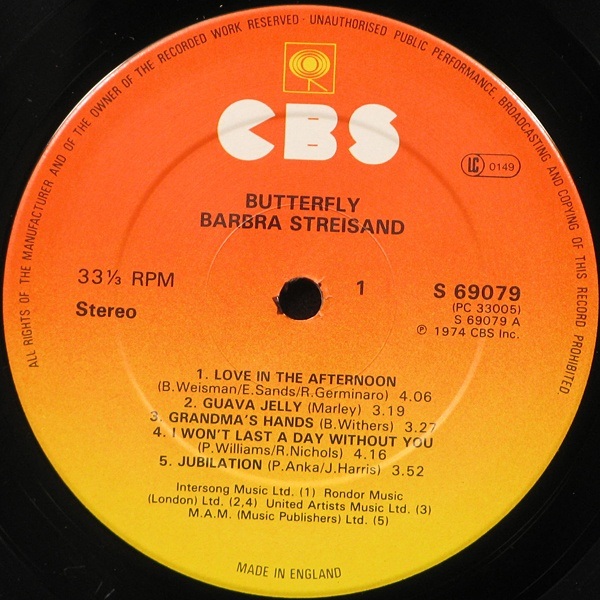 ALL RIGHTS OF THE MANUFACTURER AND OF THE OWNER OF THE RECORDED WORK RESERVED · UNAUTHORISED PUBLIC PERFORMANCE, BROADCASTING AND COPYING OF THIS RECORD PROHIBITED
CBS
LC 0149
BUTTERFLY
BARBRA STREISAND
33⅓ RPM
Stereo
1
S 69079
(PC 33005)
S 69079 A
℗ 1974 CBS Inc.
1. LOVE IN THE AFTERNOON
(B.Weisman/E.Sands/R.Germinaro) 4.06
2. GUAVA JELLY (Marley) 3.19
3. GRANDMA'S HANDS (B.Withers) 3.27
4. I WON'T LAST A DAY WITHOUT YOU
(P.Williams/R.Nichols) 4.16
5. JUBILATION (P.Anka/J.Harris) 3.52
Intersong Music Ltd. (1) Rondor Music
(London) Ltd. (2,4) United Artists Music Ltd. (3)
M.A.M. (Music Publishers) Ltd. (5)
MADE IN ENGLAND